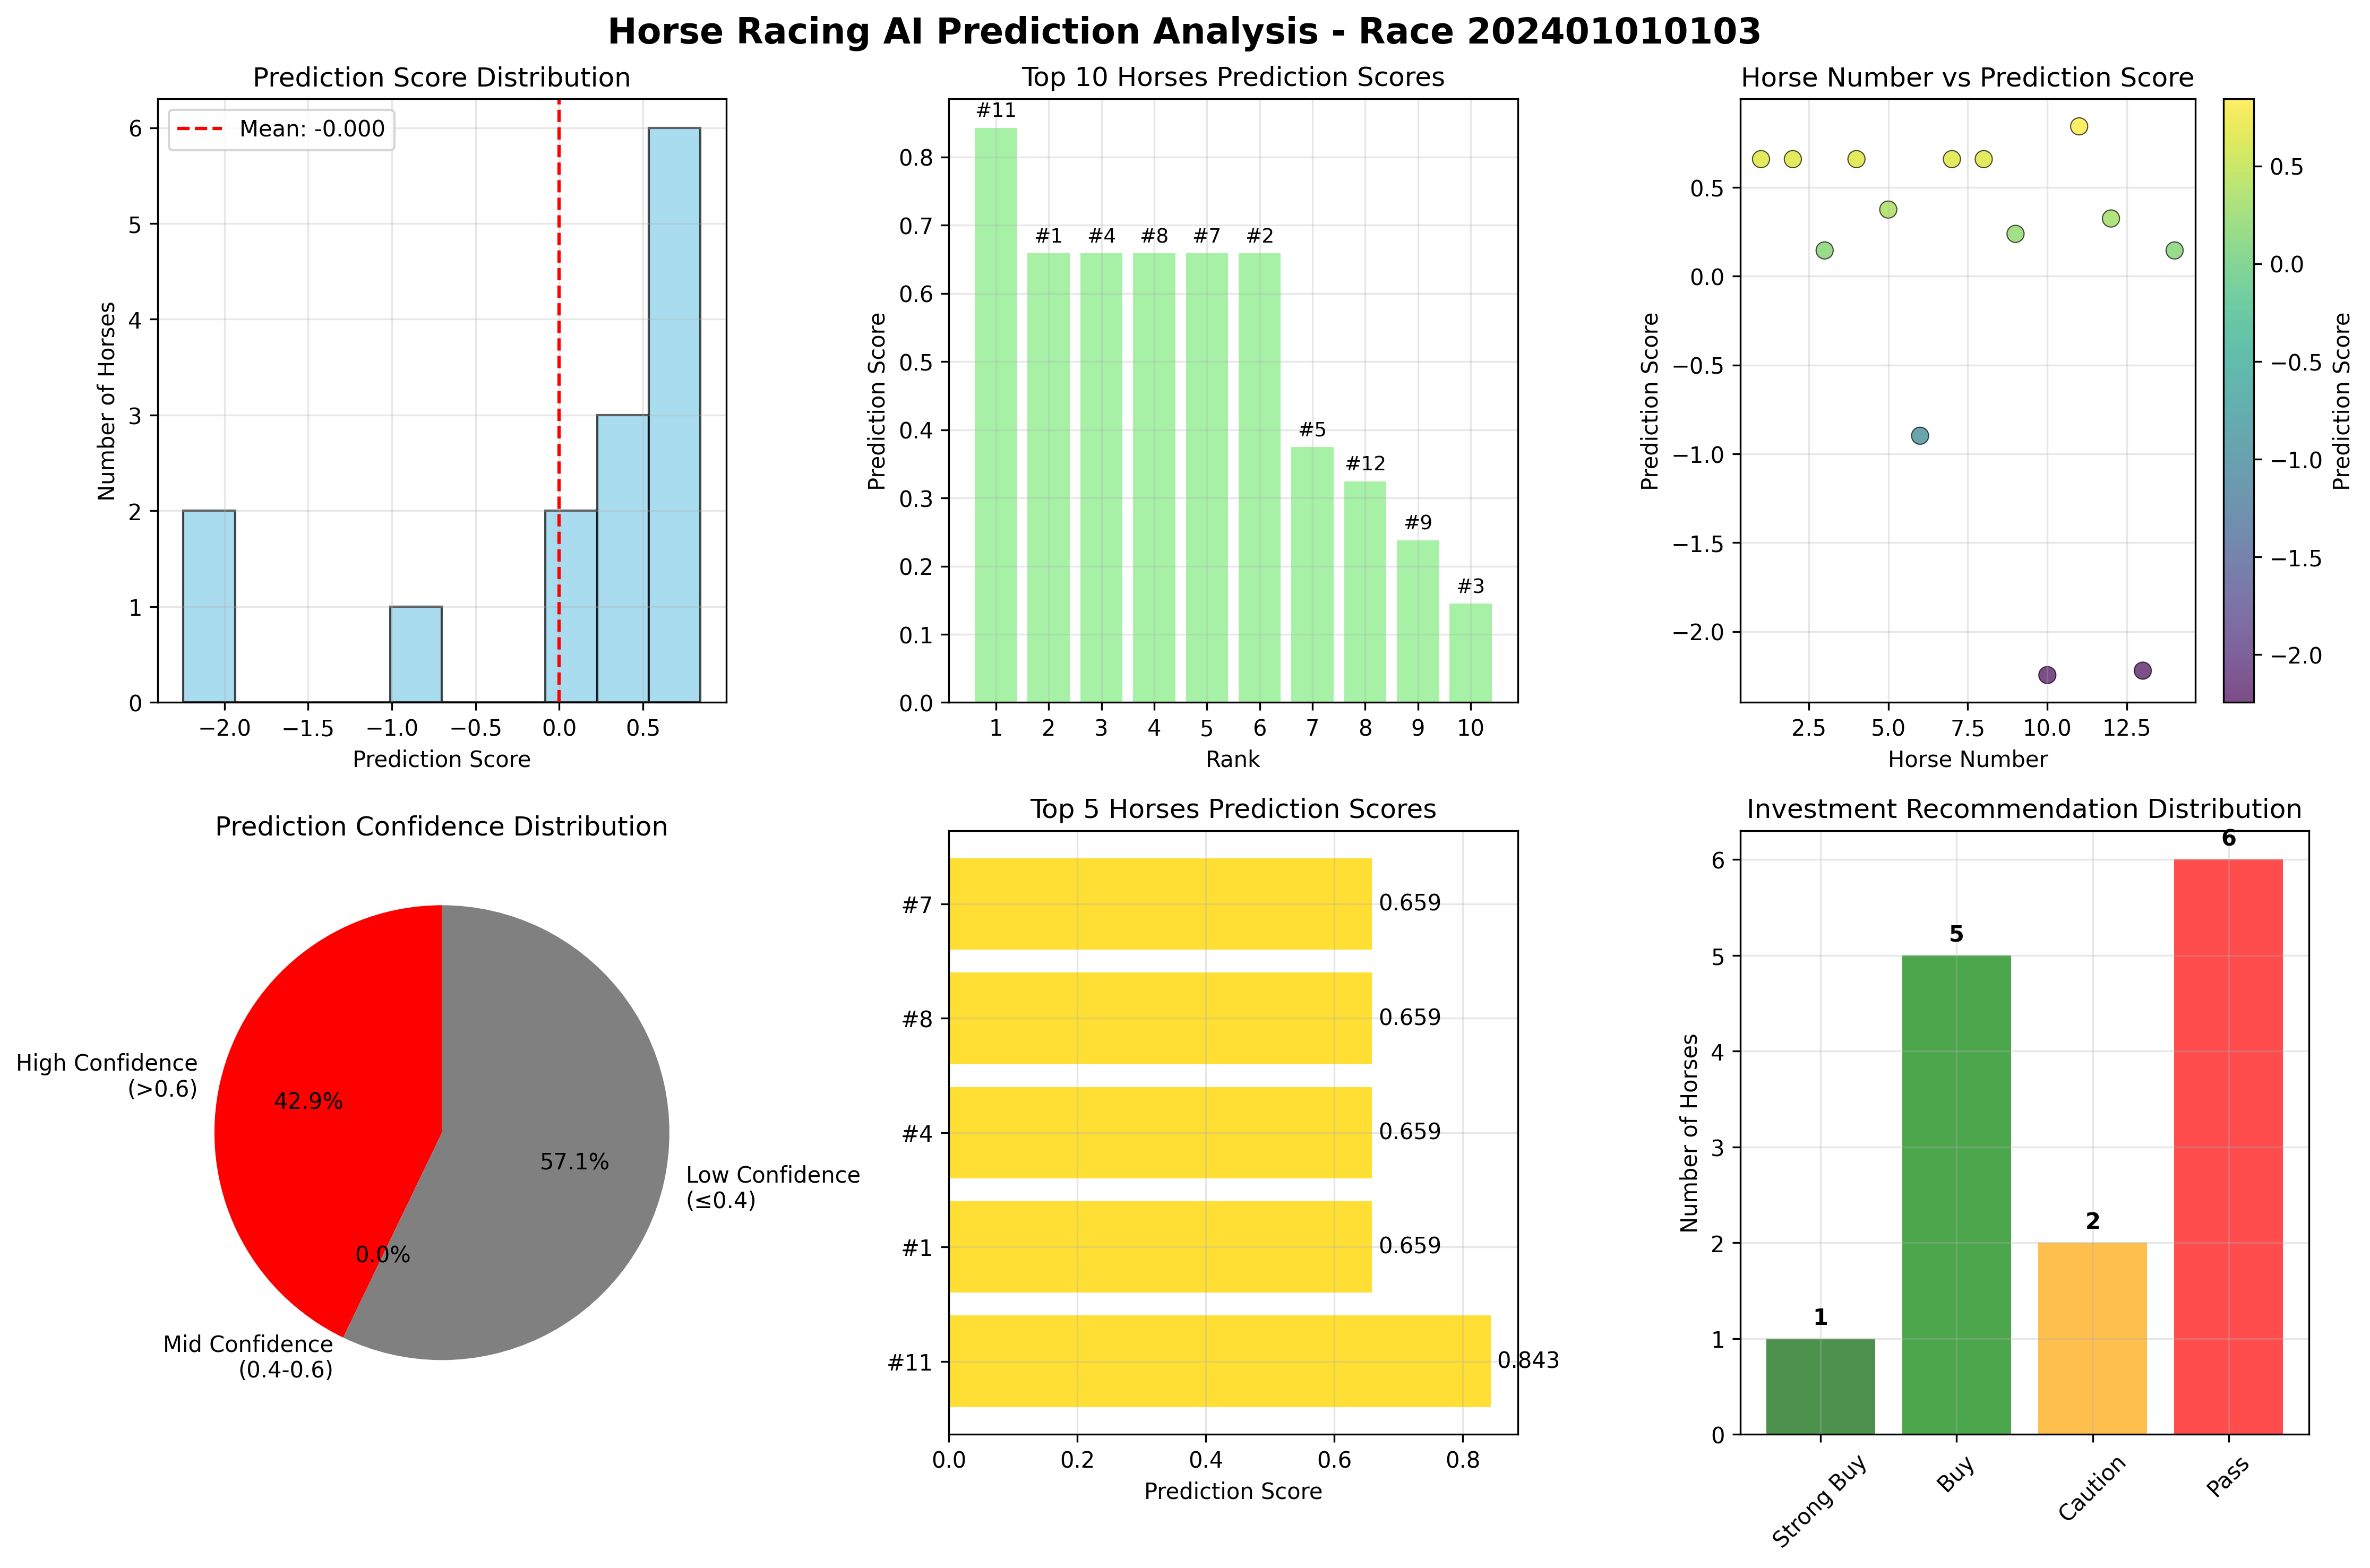 Horse Racing AI Prediction Analysis - Race 202401010103
Prediction Score Distribution
Mean: -0.000
6
5
4
3
2
1
0
Number of Horses
−2.0 −1.5 −1.0 −0.5 0.0 0.5
Prediction Score
Top 10 Horses Prediction Scores
#11
#1 #4 #8 #7 #2
#5
#12
#9
#3
0.8
0.7
0.6
0.5
0.4
0.3
0.2
0.1
0.0
Prediction Score
1 2 3 4 5 6 7 8 9 10
Rank
Horse Number vs Prediction Score
0.5
0.0
−0.5
−1.0
−1.5
−2.0
Prediction Score
2.5 5.0 7.5 10.0 12.5
Horse Number
0.5
0.0
−0.5
−1.0
−1.5
−2.0
Prediction Score
Prediction Confidence Distribution
High Confidence
(>0.6)
42.9%
57.1%
Low Confidence
(≤0.4)
0.0%
Mid Confidence
(0.4-0.6)
Top 5 Horses Prediction Scores
#7 0.659
#8 0.659
#4 0.659
#1 0.659
#11 0.843
0.0 0.2 0.4 0.6 0.8
Prediction Score
Investment Recommendation Distribution
6
5
4
3
2
1
0
Number of Horses
1
5
2
6
Strong Buy
Buy
Caution
Pass